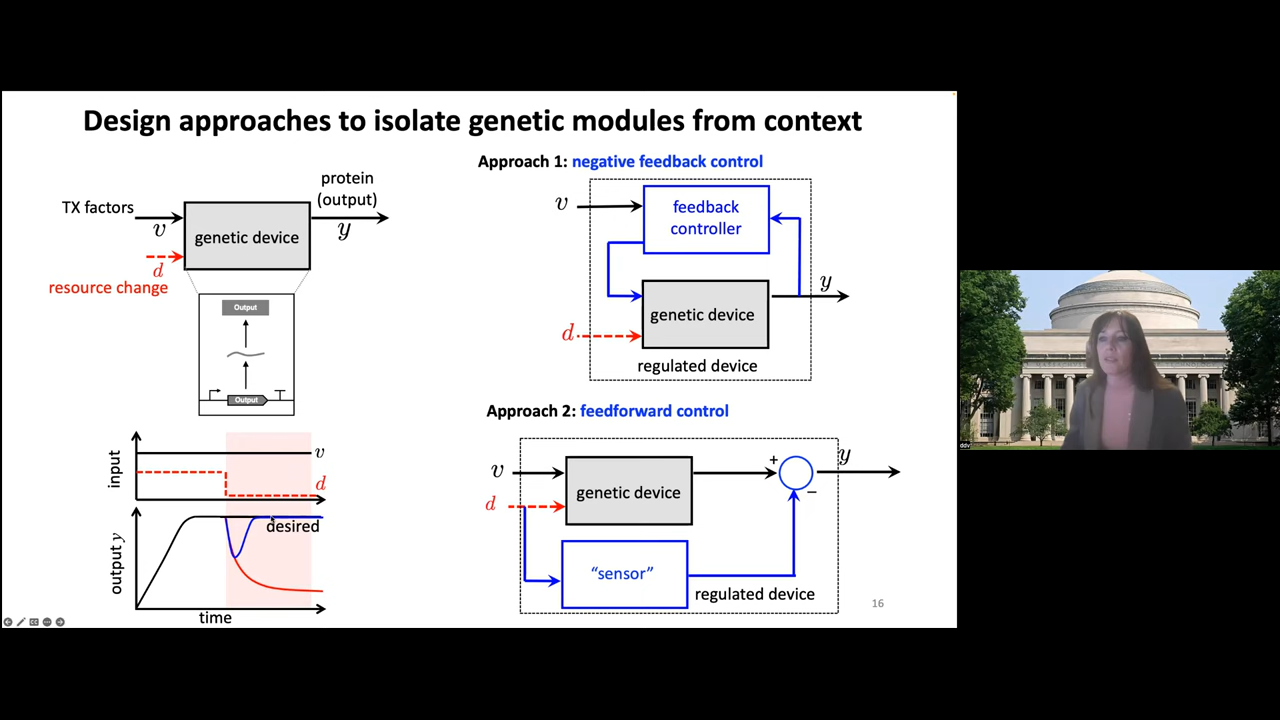 Design approaches to isolate genetic modules from context
TX factors
v
d
resource change
genetic device
protein
(output)
y
Output
Output
input
v
d
output y
desired
time
Approach 1: negative feedback control
v
feedback
controller
genetic device
d
y
regulated device
Approach 2: feedforward control
v
d
genetic device
+
−
y
“sensor”
regulated device
16